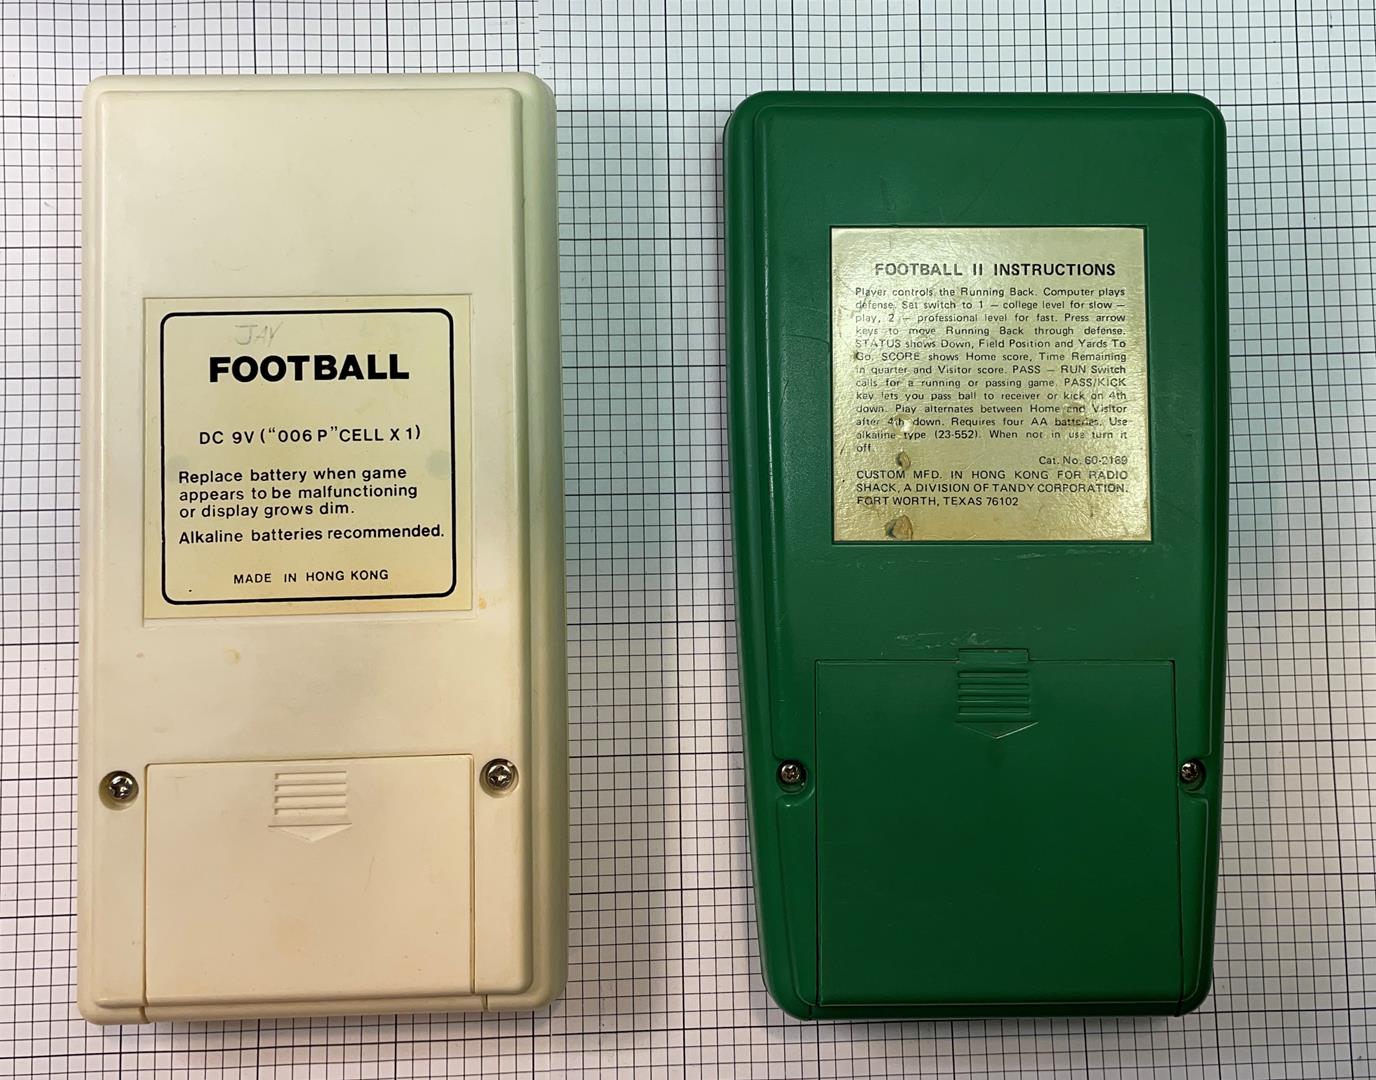 JAY
FOOTBALL
DC 9V (“006 P” CELL X 1)
Replace battery when game
appears to be malfunctioning
or display grows dim.
Alkaline batteries recommended.
MADE IN HONG KONG
FOOTBALL II INSTRUCTIONS
Player controls the Running Back. Computer plays
defense. Set switch to 1 — college level for slow —
play, 2 — professional level for fast. Press arrow
keys to move Running Back through defense.
STATUS shows Down, Field Position and Yards To
Go. SCORE shows Home score, Time Remaining
in quarter and Visitor score. PASS — RUN Switch
calls for a running or passing game. PASS/KICK
key lets you pass ball to receiver or kick on 4th
down. Play alternates between Home and Visitor
after 4th down. Requires four AA batteries. Use
alkaline type (23-552). When not in use turn it
off.
Cat. No. 60-2169
CUSTOM MFD. IN HONG KONG FOR RADIO
SHACK, A DIVISION OF TANDY CORPORATION.
FORT WORTH, TEXAS 76102